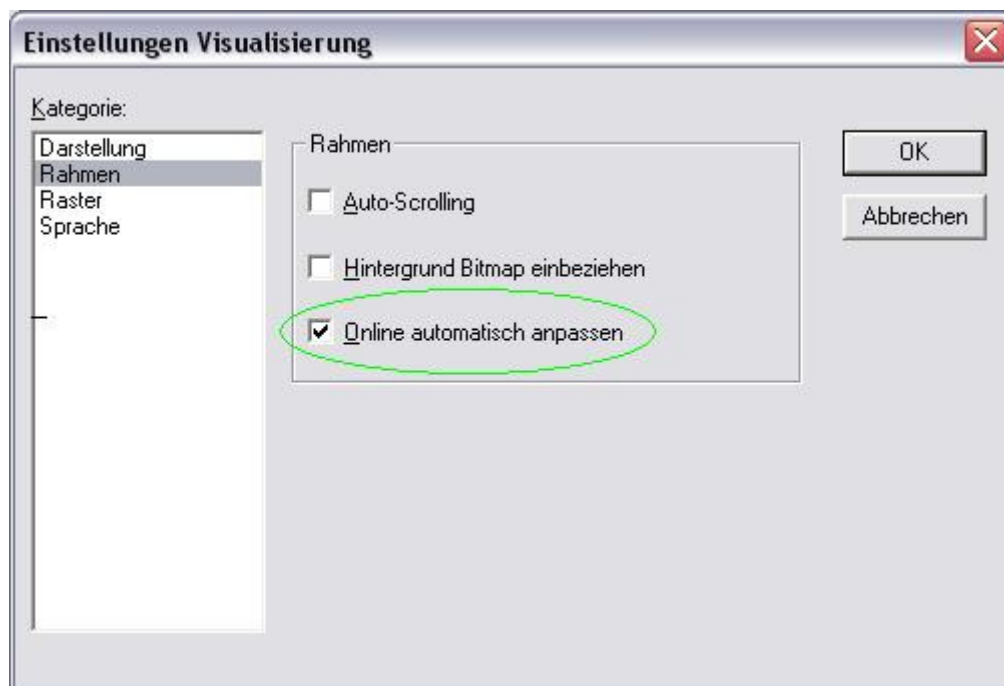 Einstellungen Visualisierung
Kategorie:
Darstellung
Rahmen
Raster
Sprache
Rahmen
Auto-Scrolling
Hintergrund Bitmap einbeziehen
Online automatisch anpassen
OK
Abbrechen